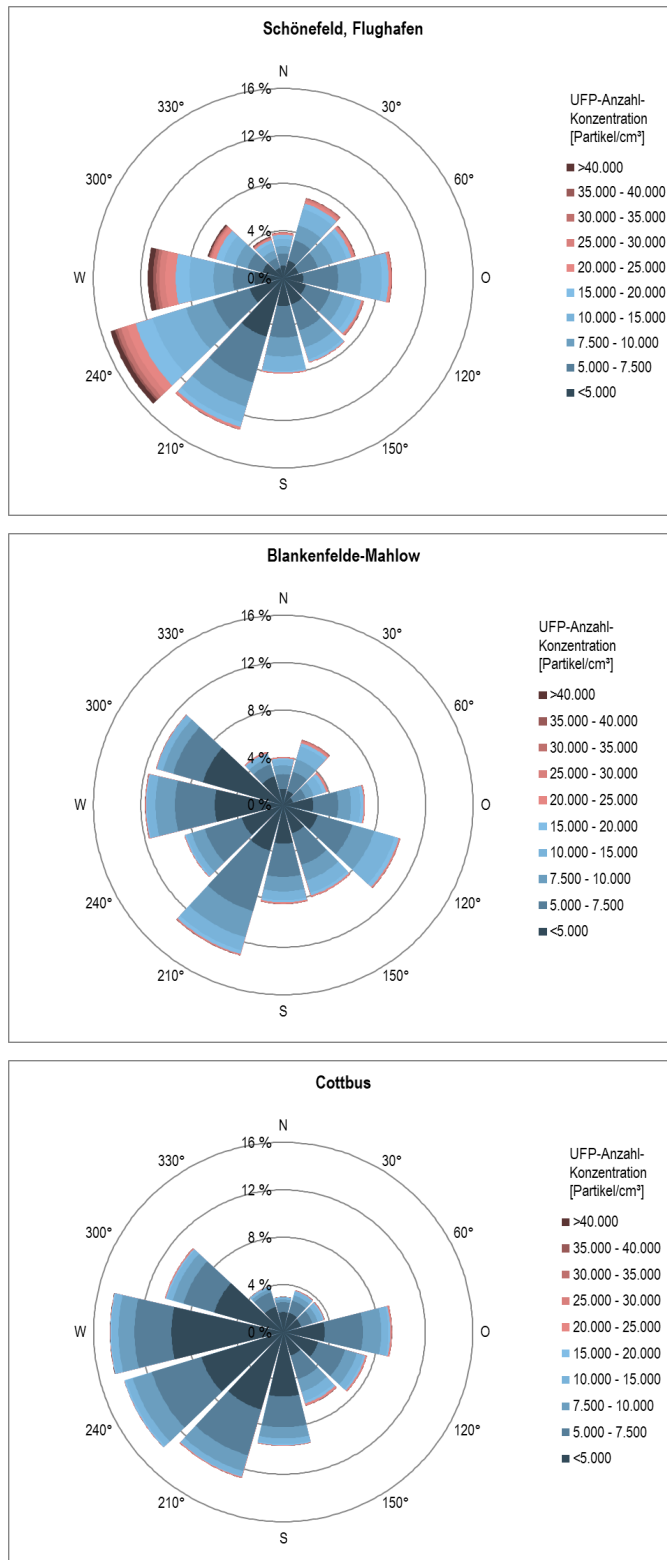 Schönefeld, Flughafen
N
16 %
330°
30°
12 %
300°
60°
8 %
4 %
W
0 %
O
240°
120°
210°
150°
S
UFP-Anzahl-
Konzentration
[Partikel/cm³]
>40.000
35.000 - 40.000
30.000 - 35.000
25.000 - 30.000
20.000 - 25.000
15.000 - 20.000
10.000 - 15.000
7.500 - 10.000
5.000 - 7.500
<5.000
Blankenfelde-Mahlow
N
16 %
330°
30°
12 %
300°
60°
8 %
4 %
W
0 %
O
240°
120°
210°
150°
S
UFP-Anzahl-
Konzentration
[Partikel/cm³]
>40.000
35.000 - 40.000
30.000 - 35.000
25.000 - 30.000
20.000 - 25.000
15.000 - 20.000
10.000 - 15.000
7.500 - 10.000
5.000 - 7.500
<5.000
Cottbus
N
16 %
330°
30°
12 %
300°
60°
8 %
4 %
W
0 %
O
240°
120°
210°
150°
S
UFP-Anzahl-
Konzentration
[Partikel/cm³]
>40.000
35.000 - 40.000
30.000 - 35.000
25.000 - 30.000
20.000 - 25.000
15.000 - 20.000
10.000 - 15.000
7.500 - 10.000
5.000 - 7.500
<5.000